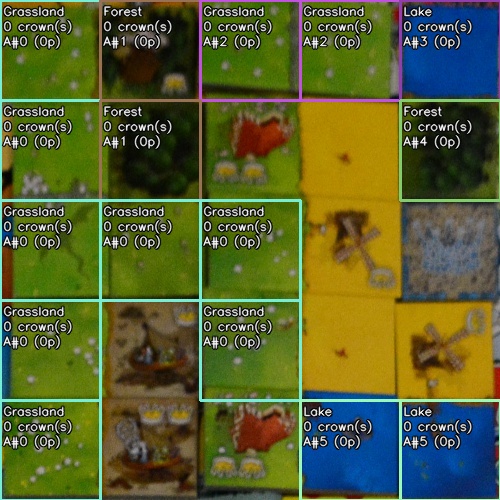 Grassland
0 crown(s)
A#0 (0p)
Forest
0 crown(s)
A#1 (0p)
Grassland
0 crown(s)
A#2 (0p)
Grassland
0 crown(s)
A#2 (0p)
Lake
0 crown(s)
A#3 (0p)
Grassland
0 crown(s)
A#0 (0p)
Forest
0 crown(s)
A#1 (0p)
Forest
0 crown(s)
A#4 (0p)
Grassland
0 crown(s)
A#0 (0p)
Grassland
0 crown(s)
A#0 (0p)
Grassland
0 crown(s)
A#0 (0p)
Grassland
0 crown(s)
A#0 (0p)
Grassland
0 crown(s)
A#0 (0p)
Grassland
0 crown(s)
A#0 (0p)
Lake
0 crown(s)
A#5 (0p)
Lake
0 crown(s)
A#5 (0p)